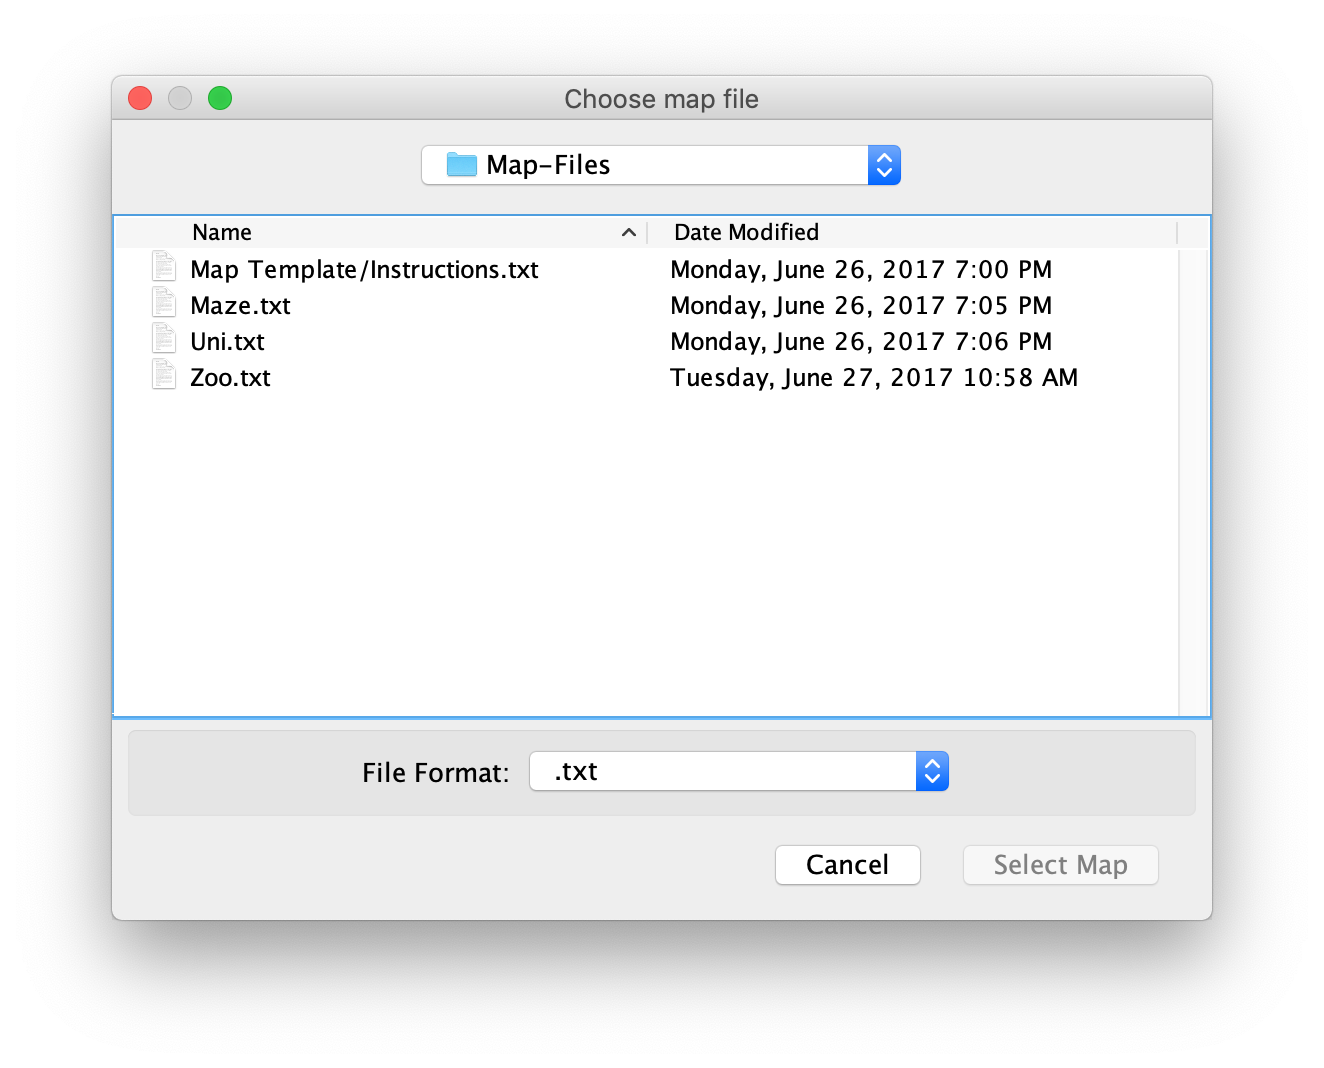 Choose map file
Map-Files
Name Date Modified
Map Template/Instructions.txt Monday, June 26, 2017 7:00 PM
Maze.txt Monday, June 26, 2017 7:05 PM
Uni.txt Monday, June 26, 2017 7:06 PM
Zoo.txt Tuesday, June 27, 2017 10:58 AM
File Format: .txt
Cancel Select Map